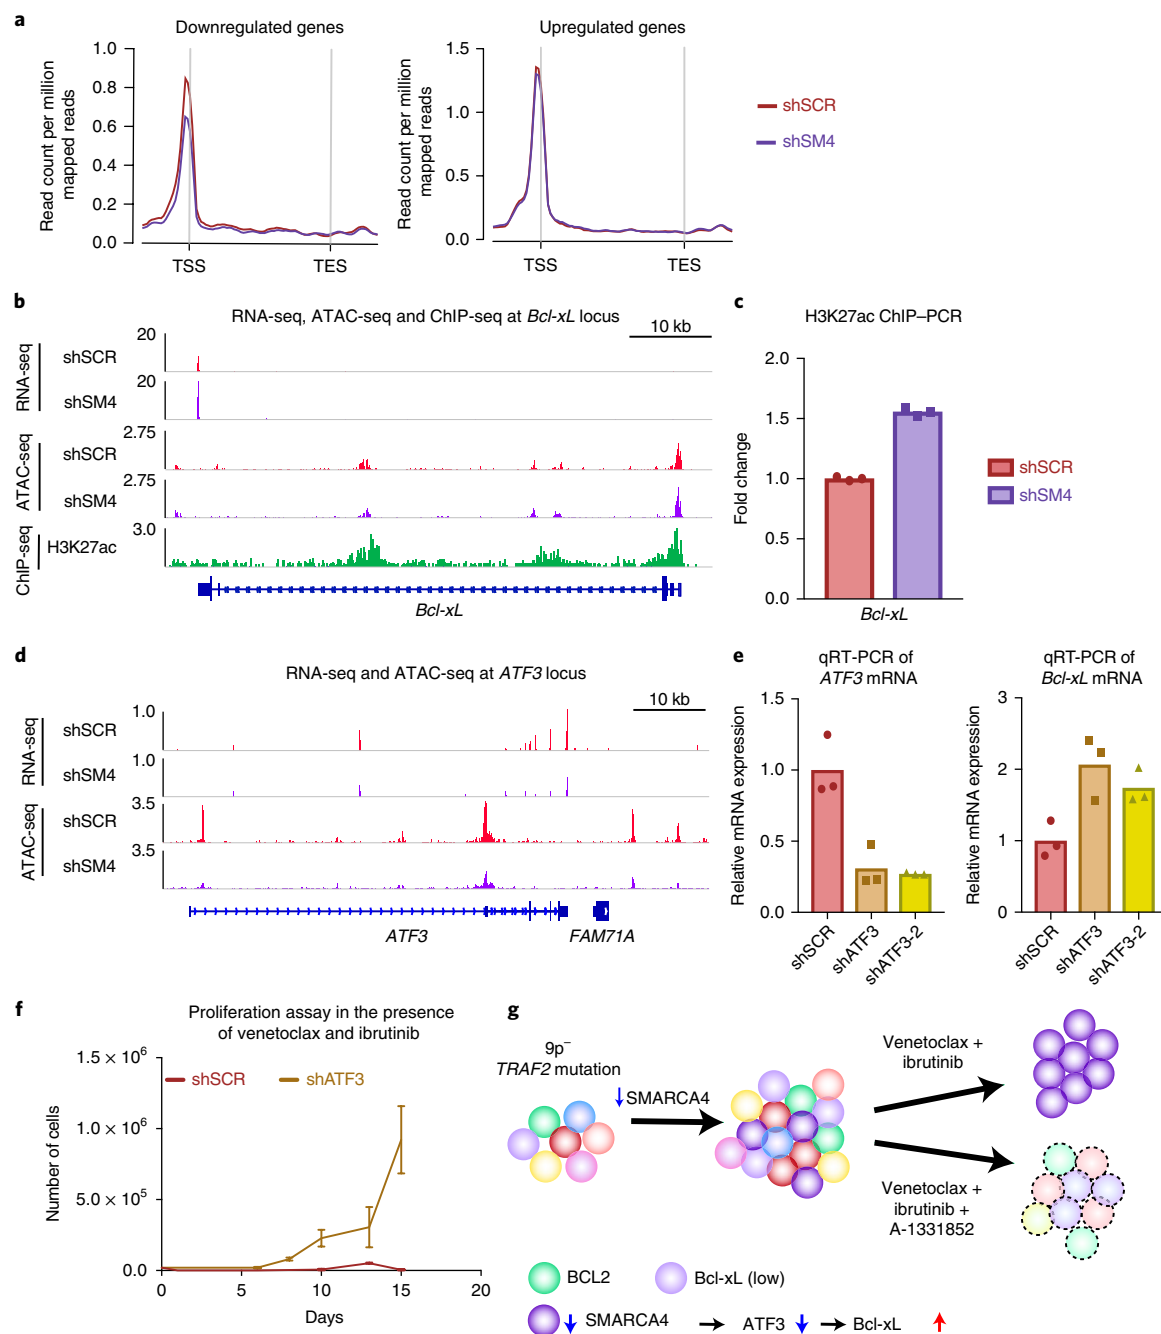 a
Downregulated genes
Upregulated genes
Read count per million
mapped reads
1.0
0.8
0.6
0.4
0.2
0.0
TSS
TES
Read count per million
mapped reads
1.5
1.0
0.5
0.0
TSS
TES
shSCR
shSM4
b
RNA-seq, ATAC-seq and ChIP-seq at Bcl-xL locus
10 kb
RNA-seq
20
shSCR
20
shSM4
ATAC-seq
2.75
shSCR
2.75
shSM4
ChIP-seq
3.0
H3K27ac
Bcl-xL
c
H3K27ac ChIP–PCR
Fold change
2.0
1.5
1.0
0.5
0.0
Bcl-xL
shSCR
shSM4
d
RNA-seq and ATAC-seq at ATF3 locus
10 kb
RNA-seq
1.0
shSCR
1.0
shSM4
ATAC-seq
3.5
shSCR
3.5
shSM4
ATF3
FAM71A
e
qRT-PCR of
ATF3 mRNA
Relative mRNA expression
1.5
1.0
0.5
0.0
shSCR
shATF3
shATF3-2
qRT-PCR of
Bcl-xL mRNA
Relative mRNA expression
3
2
1
0
shSCR
shATF3
shATF3-2
f
Proliferation assay in the presence
of venetoclax and ibrutinib
Number of cells
1.5 × 10⁶
1.0 × 10⁶
5.0 × 10⁵
0.0
shSCR
shATF3
0
5
10
15
20
Days
g
9p⁻
TRAF2 mutation
↓SMARCA4
Venetoclax +
ibrutinib
Venetoclax +
ibrutinib +
A-1331852
BCL2
Bcl-xL (low)
↓ SMARCA4 → ATF3 ↓ → Bcl-xL ↑